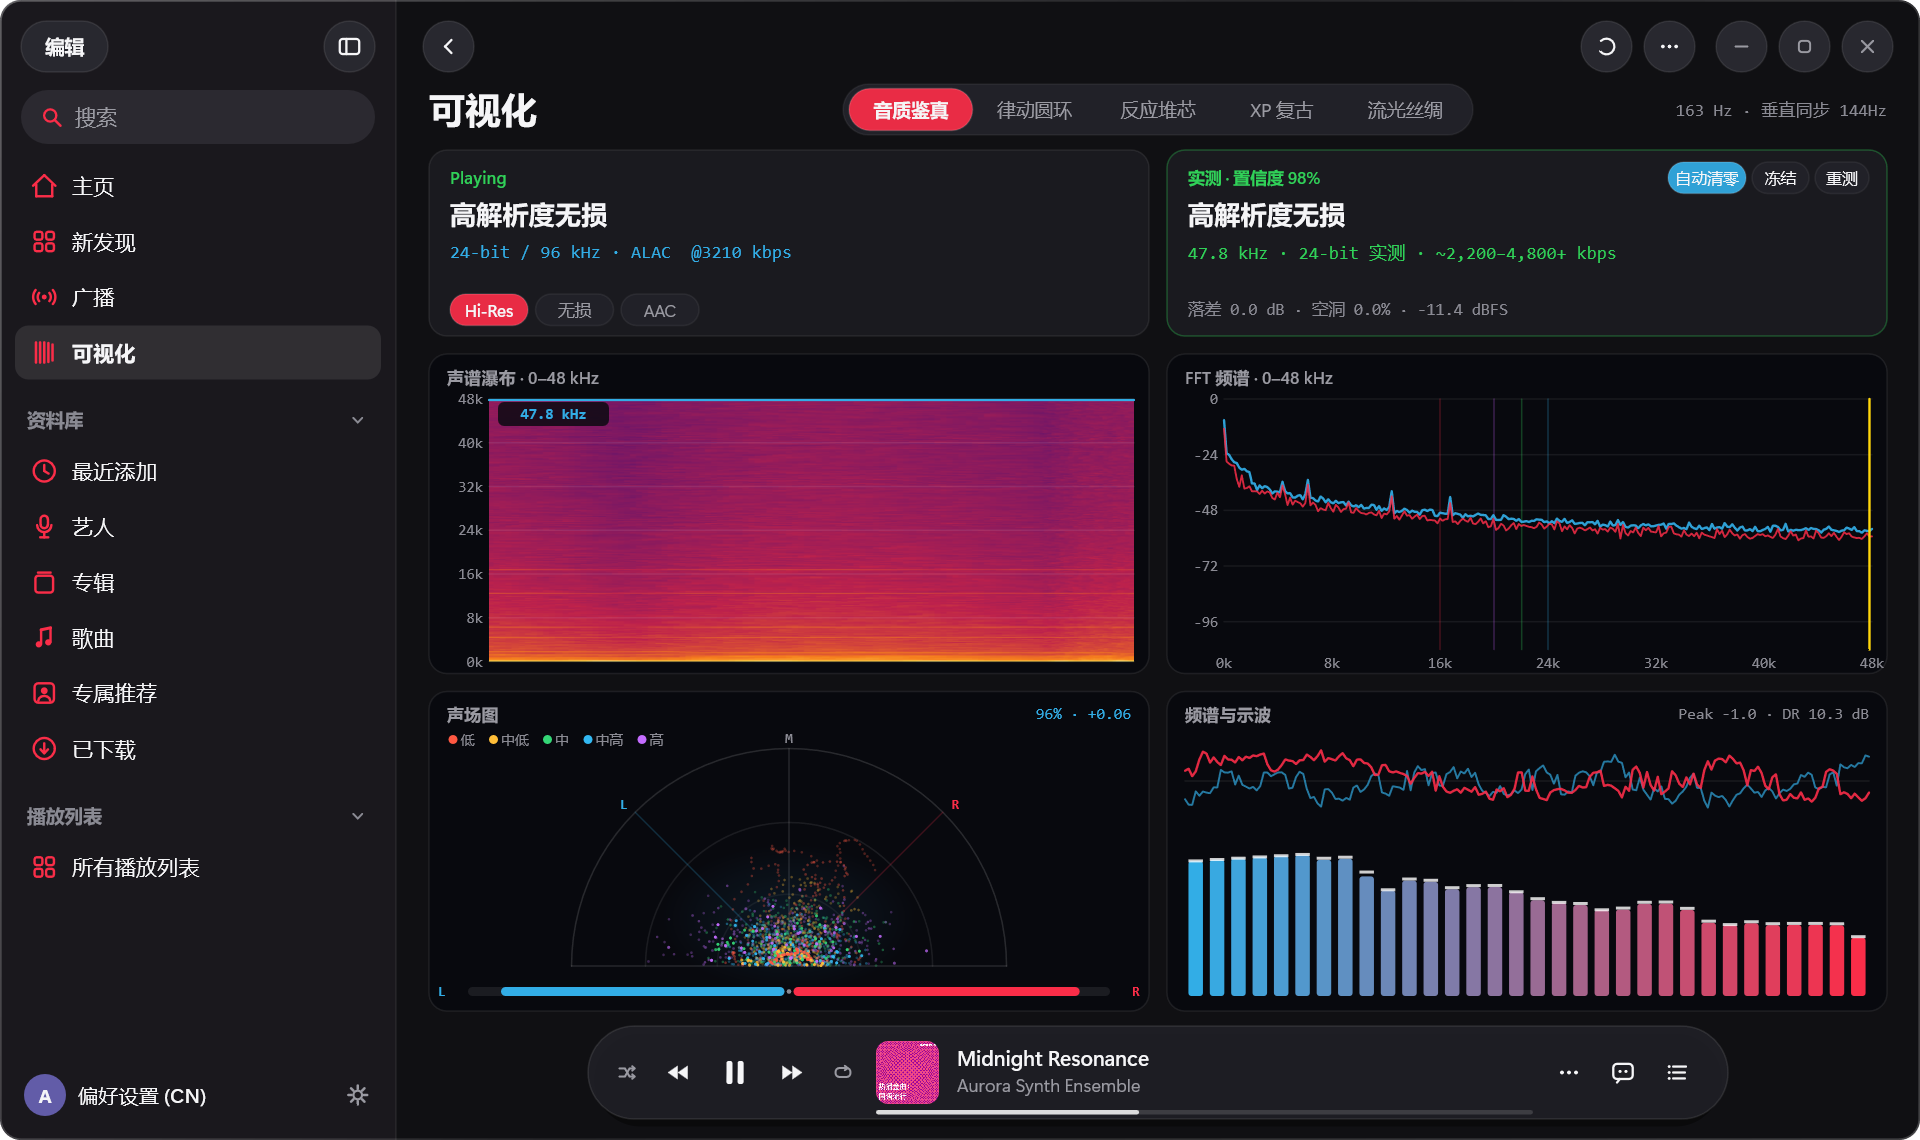 编辑
搜索
主页
新发现
广播
可视化
资料库
最近添加
艺人
专辑
歌曲
专属推荐
已下载
播放列表
所有播放列表
A
偏好设置 (CN)
可视化
音质鉴真
律动圆环
反应堆芯
XP 复古
流光丝绸
163 Hz · 垂直同步 144Hz
Playing
高解析度无损
24-bit / 96 kHz · ALAC @3210 kbps
Hi-Res
无损
AAC
实测 · 置信度 98%
自动清零
冻结
重测
高解析度无损
47.8 kHz · 24-bit 实测 · ~2,200–4,800+ kbps
落差 0.0 dB · 空洞 0.0% · -11.4 dBFS
声谱瀑布 · 0–48 kHz
47.8 kHz
48k
40k
32k
24k
16k
8k
0k
FFT 频谱 · 0–48 kHz
0
-24
-48
-72
-96
0k
8k
16k
24k
32k
40k
48k
声场图
96% · +0.06
低
中低
中
中高
高
M
L
R
L
R
频谱与示波
Peak -1.0 · DR 10.3 dB
Midnight Resonance
Aurora Synth Ensemble